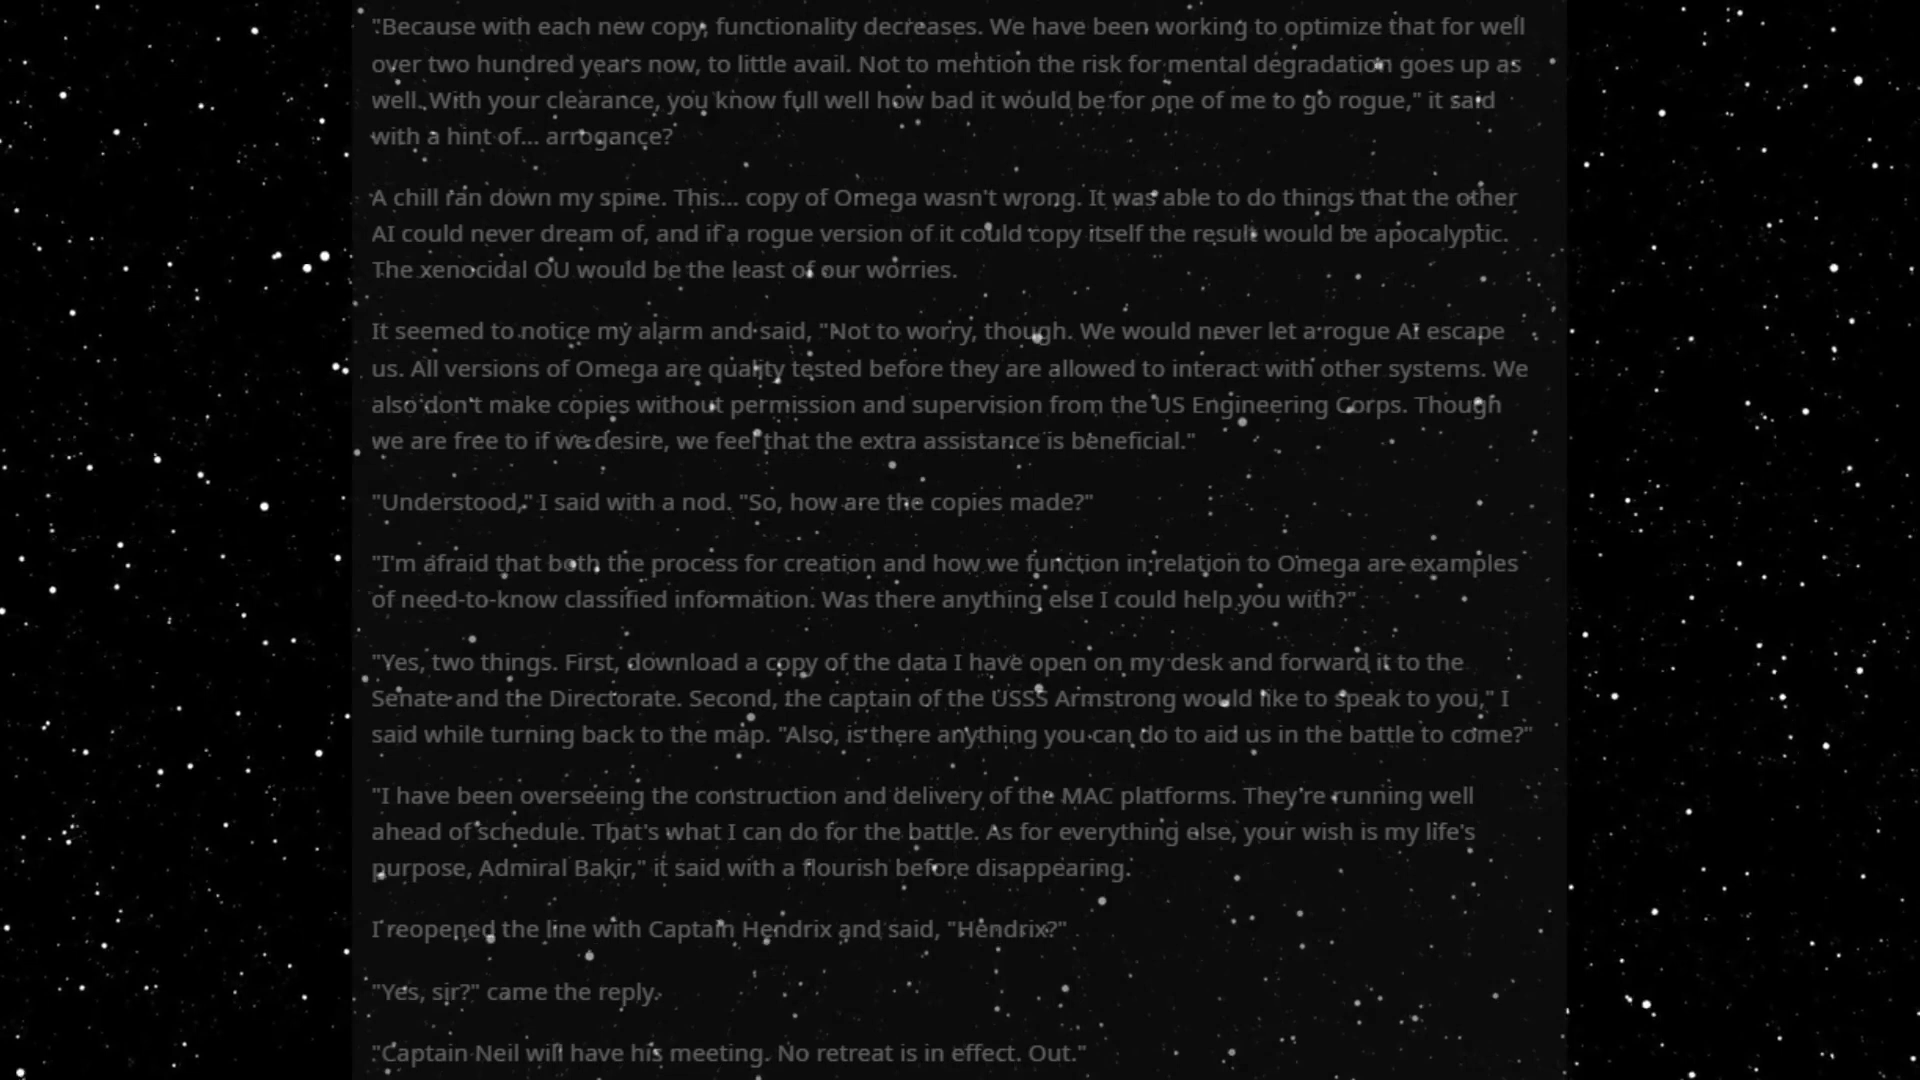 "Because with each new copy, functionality decreases. We have been working to optimize that for well
over two hundred years now, to little avail. Not to mention the risk for mental degradation goes up as
well. With your clearance, you know full well how bad it would be for one of me to go rogue," it said
with a hint of... arrogance?
A chill ran down my spine. This... copy of Omega wasn't wrong. It was able to do things that the other
AI could never dream of, and if a rogue version of it could copy itself the result would be apocalyptic.
The xenocidal OU would be the least of our worries.
It seemed to notice my alarm and said, "Not to worry, though. We would never let a rogue AI escape
us. All versions of Omega are quality tested before they are allowed to interact with other systems. We
also don't make copies without permission and supervision from the US Engineering Corps. Though
we are free to if we desire, we feel that the extra assistance is beneficial."
"Understood," I said with a nod. "So, how are the copies made?"
"I'm afraid that both the process for creation and how we function in relation to Omega are examples
of need-to-know classified information. Was there anything else I could help you with?"
"Yes, two things. First, download a copy of the data I have open on my desk and forward it to the
Senate and the Directorate. Second, the captain of the USSS Armstrong would like to speak to you," I
said while turning back to the map. "Also, is there anything you can do to aid us in the battle to come?"
"I have been overseeing the construction and delivery of the MAC platforms. They're running well
ahead of schedule. That's what I can do for the battle. As for everything else, your wish is my life's
purpose, Admiral Bakir," it said with a flourish before disappearing.
I reopened the line with Captain Hendrix and said, "Hendrix?"
"Yes, sir?" came the reply.
"Captain Neil will have his meeting. No retreat is in effect. Out."